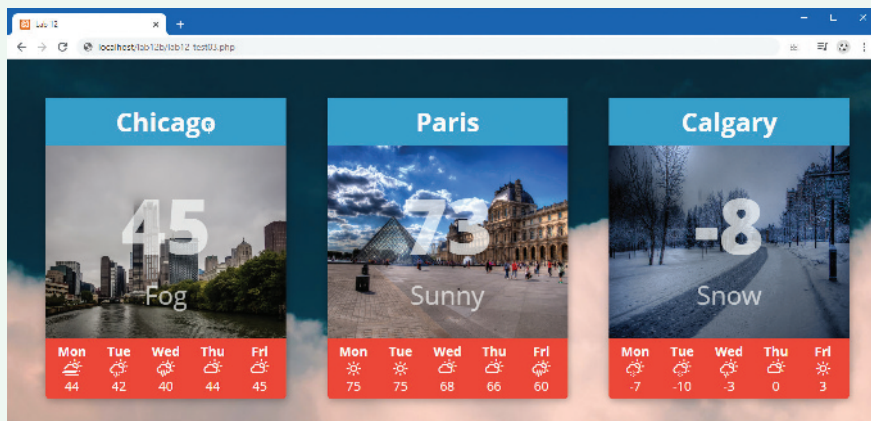 Lab 12
localhost/lab12b/lab12-test03.php
Chicago
45
Fog
Mon Tue Wed Thu Fri
44 42 40 44 45
Paris
73
Sunny
Mon Tue Wed Thu Fri
75 75 68 66 60
Calgary
-8
Snow
Mon Tue Wed Thu Fri
-7 -10 -3 0 3